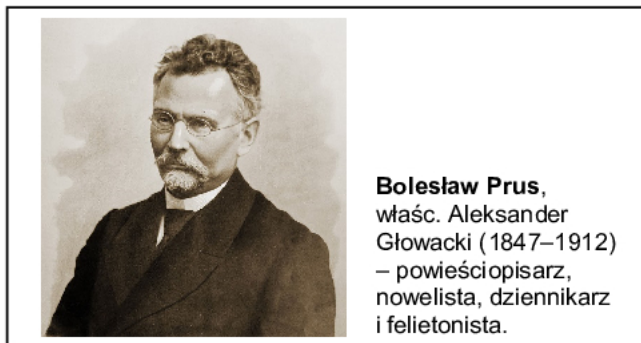 Bolesław Prus,
właśc. Aleksander
Głowacki (1847–1912)
– powieściopisarz,
nowelista, dziennikarz
i felietonista.